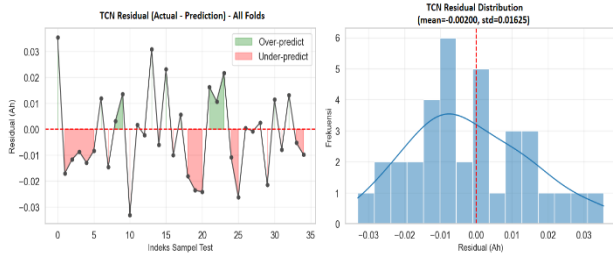 TCN Residual (Actual - Prediction) - All Folds
Over-predict
Under-predict
Residual (Ah)
0.03
0.02
0.01
0.00
−0.01
−0.02
−0.03
0 5 10 15 20 25 30 35
Indeks Sampel Test
TCN Residual Distribution
(mean=-0.00200, std=0.01625)
Frekuensi
6
5
4
3
2
1
0
−0.03 −0.02 −0.01 0.00 0.01 0.02 0.03
Residual (Ah)